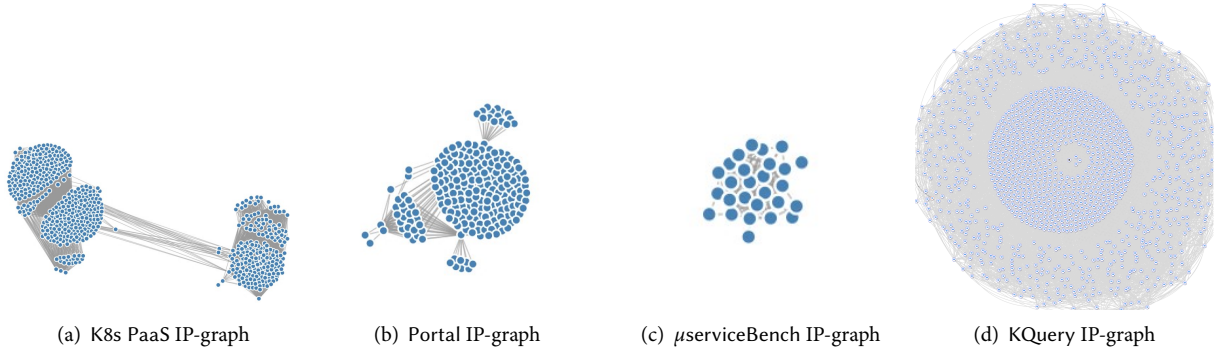 (a) K8s PaaS IP-graph
(b) Portal IP-graph
(c) μserviceBench IP-graph
(d) KQuery IP-graph